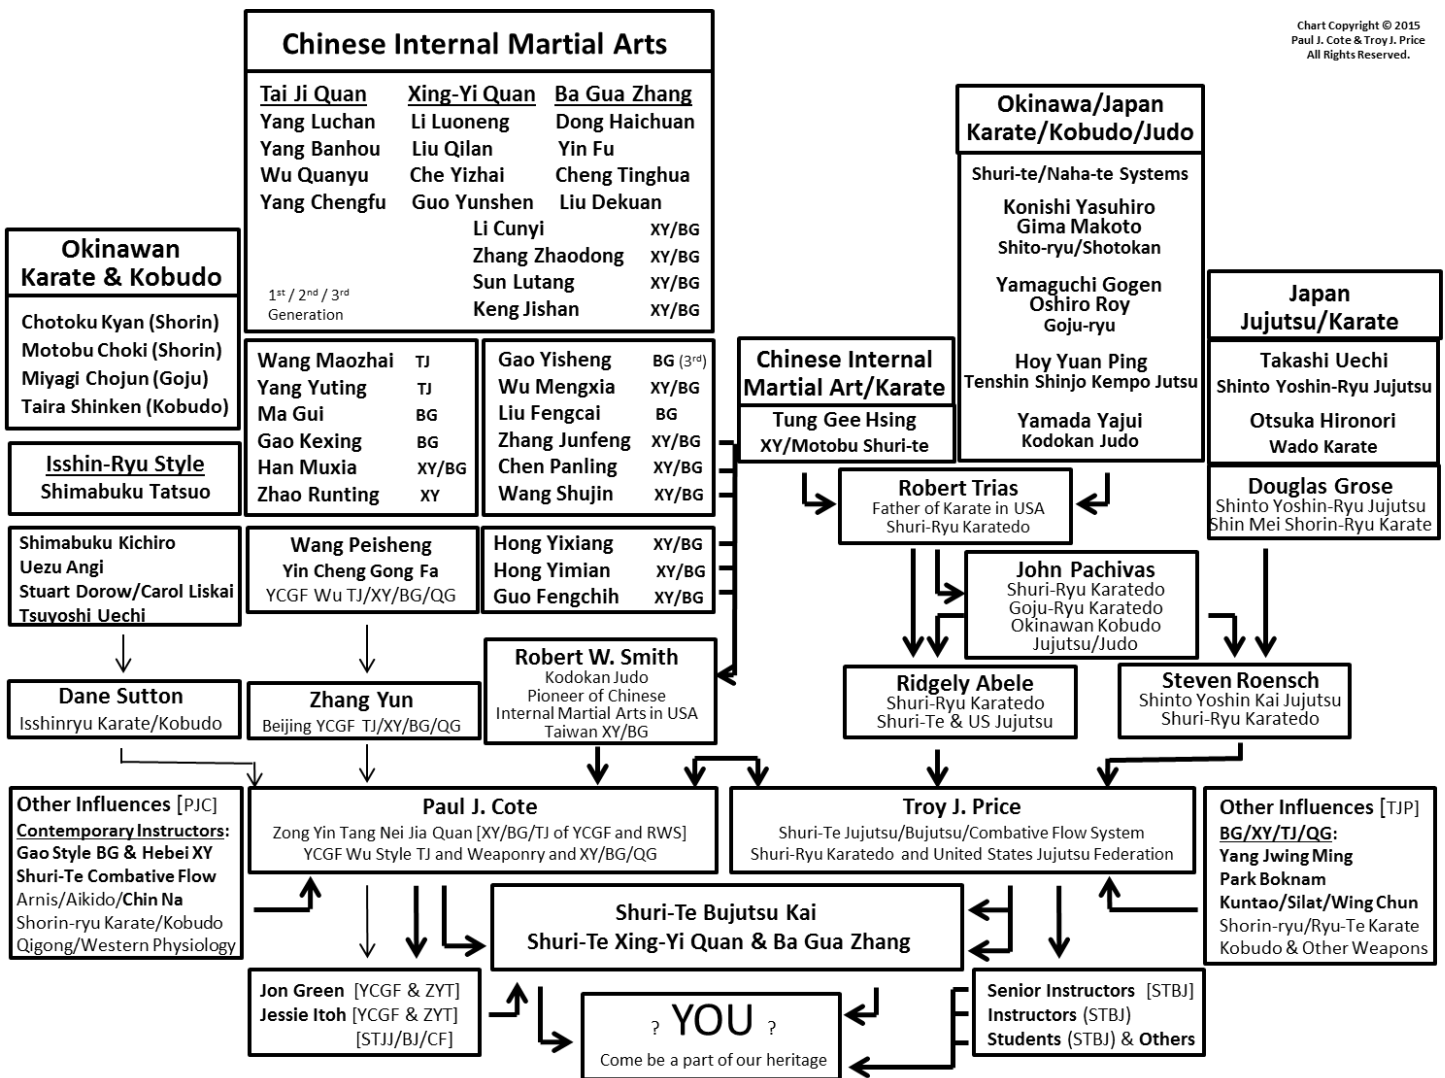 Chart Copyright © 2015
Paul J. Cote & Troy J. Price
All Rights Reserved.
Chinese Internal Martial Arts
Tai Ji Quan Xing-Yi Quan Ba Gua Zhang
Yang Luchan Li Luoneng Dong Haichuan
Yang Banhou Liu Qilan Yin Fu
Wu Quanyu Che Yizhai Cheng Tinghua
Yang Chengfu Guo Yunshen Liu Dekuan
Li Cunyi XY/BG
Zhang Zhaodong XY/BG
Sun Lutang XY/BG
Keng Jishan XY/BG
1st / 2nd / 3rd
Generation
Okinawan
Karate & Kobudo
Chotoku Kyan (Shorin)
Motobu Choki (Shorin)
Miyagi Chojun (Goju)
Taira Shinken (Kobudo)
Isshin-Ryu Style
Shimabuku Tatsuo
Shimabuku Kichiro
Uezu Angi
Stuart Dorow/Carol Liskai
Tsuyoshi Uechi
Dane Sutton
Isshinryu Karate/Kobudo
Wang Maozhai TJ
Yang Yuting TJ
Ma Gui BG
Gao Kexing BG
Han Muxia XY/BG
Zhao Runting XY
Wang Peisheng
Yin Cheng Gong Fa
YCGF Wu TJ/XY/BG/QG
Zhang Yun
Beijing YCGF TJ/XY/BG/QG
Gao Yisheng BG (3rd)
Wu Mengxia XY/BG
Liu Fengcai BG
Zhang Junfeng XY/BG
Chen Panling XY/BG
Wang Shujin XY/BG
Hong Yixiang XY/BG
Hong Yimian XY/BG
Guo Fengchih XY/BG
Robert W. Smith
Kodokan Judo
Pioneer of Chinese
Internal Martial Arts in USA
Taiwan XY/BG
Chinese Internal
Martial Art/Karate
Tung Gee Hsing
XY/Motobu Shuri-te
Okinawa/Japan
Karate/Kobudo/Judo
Shuri-te/Naha-te Systems
Konishi Yasuhiro
Gima Makoto
Shito-ryu/Shotokan
Yamaguchi Gogen
Oshiro Roy
Goju-ryu
Hoy Yuan Ping
Tenshin Shinjo Kempo Jutsu
Yamada Yajui
Kodokan Judo
Japan
Jujutsu/Karate
Takashi Uechi
Shinto Yoshin-Ryu Jujutsu
Otsuka Hironori
Wado Karate
Douglas Grose
Shinto Yoshin-Ryu Jujutsu
Shin Mei Shorin-Ryu Karate
Robert Trias
Father of Karate in USA
Shuri-Ryu Karatedo
John Pachivas
Shuri-Ryu Karatedo
Goju-Ryu Karatedo
Okinawan Kobudo
Jujutsu/Judo
Ridgely Abele
Shuri-Ryu Karatedo
Shuri-Te & US Jujutsu
Steven Roensch
Shinto Yoshin Kai Jujutsu
Shuri-Ryu Karatedo
Other Influences [PJC]
Contemporary Instructors:
Gao Style BG & Hebei XY
Shuri-Te Combative Flow
Arnis/Aikido/Chin Na
Shorin-ryu Karate/Kobudo
Qigong/Western Physiology
Paul J. Cote
Zong Yin Tang Nei Jia Quan [XY/BG/TJ of YCGF and RWS]
YCGF Wu Style TJ and Weaponry and XY/BG/QG
Troy J. Price
Shuri-Te Jujutsu/Bujutsu/Combative Flow System
Shuri-Ryu Karatedo and United States Jujutsu Federation
Other Influences [TJP]
BG/XY/TJ/QG:
Yang Jwing Ming
Park Boknam
Kuntao/Silat/Wing Chun
Shorin-ryu/Ryu-Te Karate
Kobudo & Other Weapons
Shuri-Te Bujutsu Kai
Shuri-Te Xing-Yi Quan & Ba Gua Zhang
Jon Green [YCGF & ZYT]
Jessie Itoh [YCGF & ZYT]
[STJJ/BJ/CF]
? YOU ?
Come be a part of our heritage
Senior Instructors [STBJ]
Instructors (STBJ)
Students (STBJ) & Others